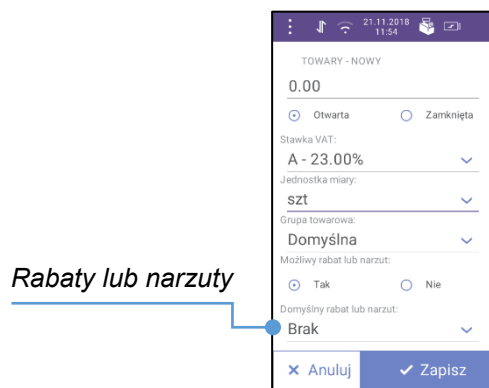 21.11.2018
11:54
TOWARY - NOWY
0.00
Otwarta Zamknięta
Stawka VAT:
A - 23.00%
Jednostka miary:
szt
Grupa towarowa:
Domyślna
Możliwy rabat lub narzut:
Tak Nie
Rabaty lub narzuty
Domyślny rabat lub narzut:
Brak
Anuluj Zapisz